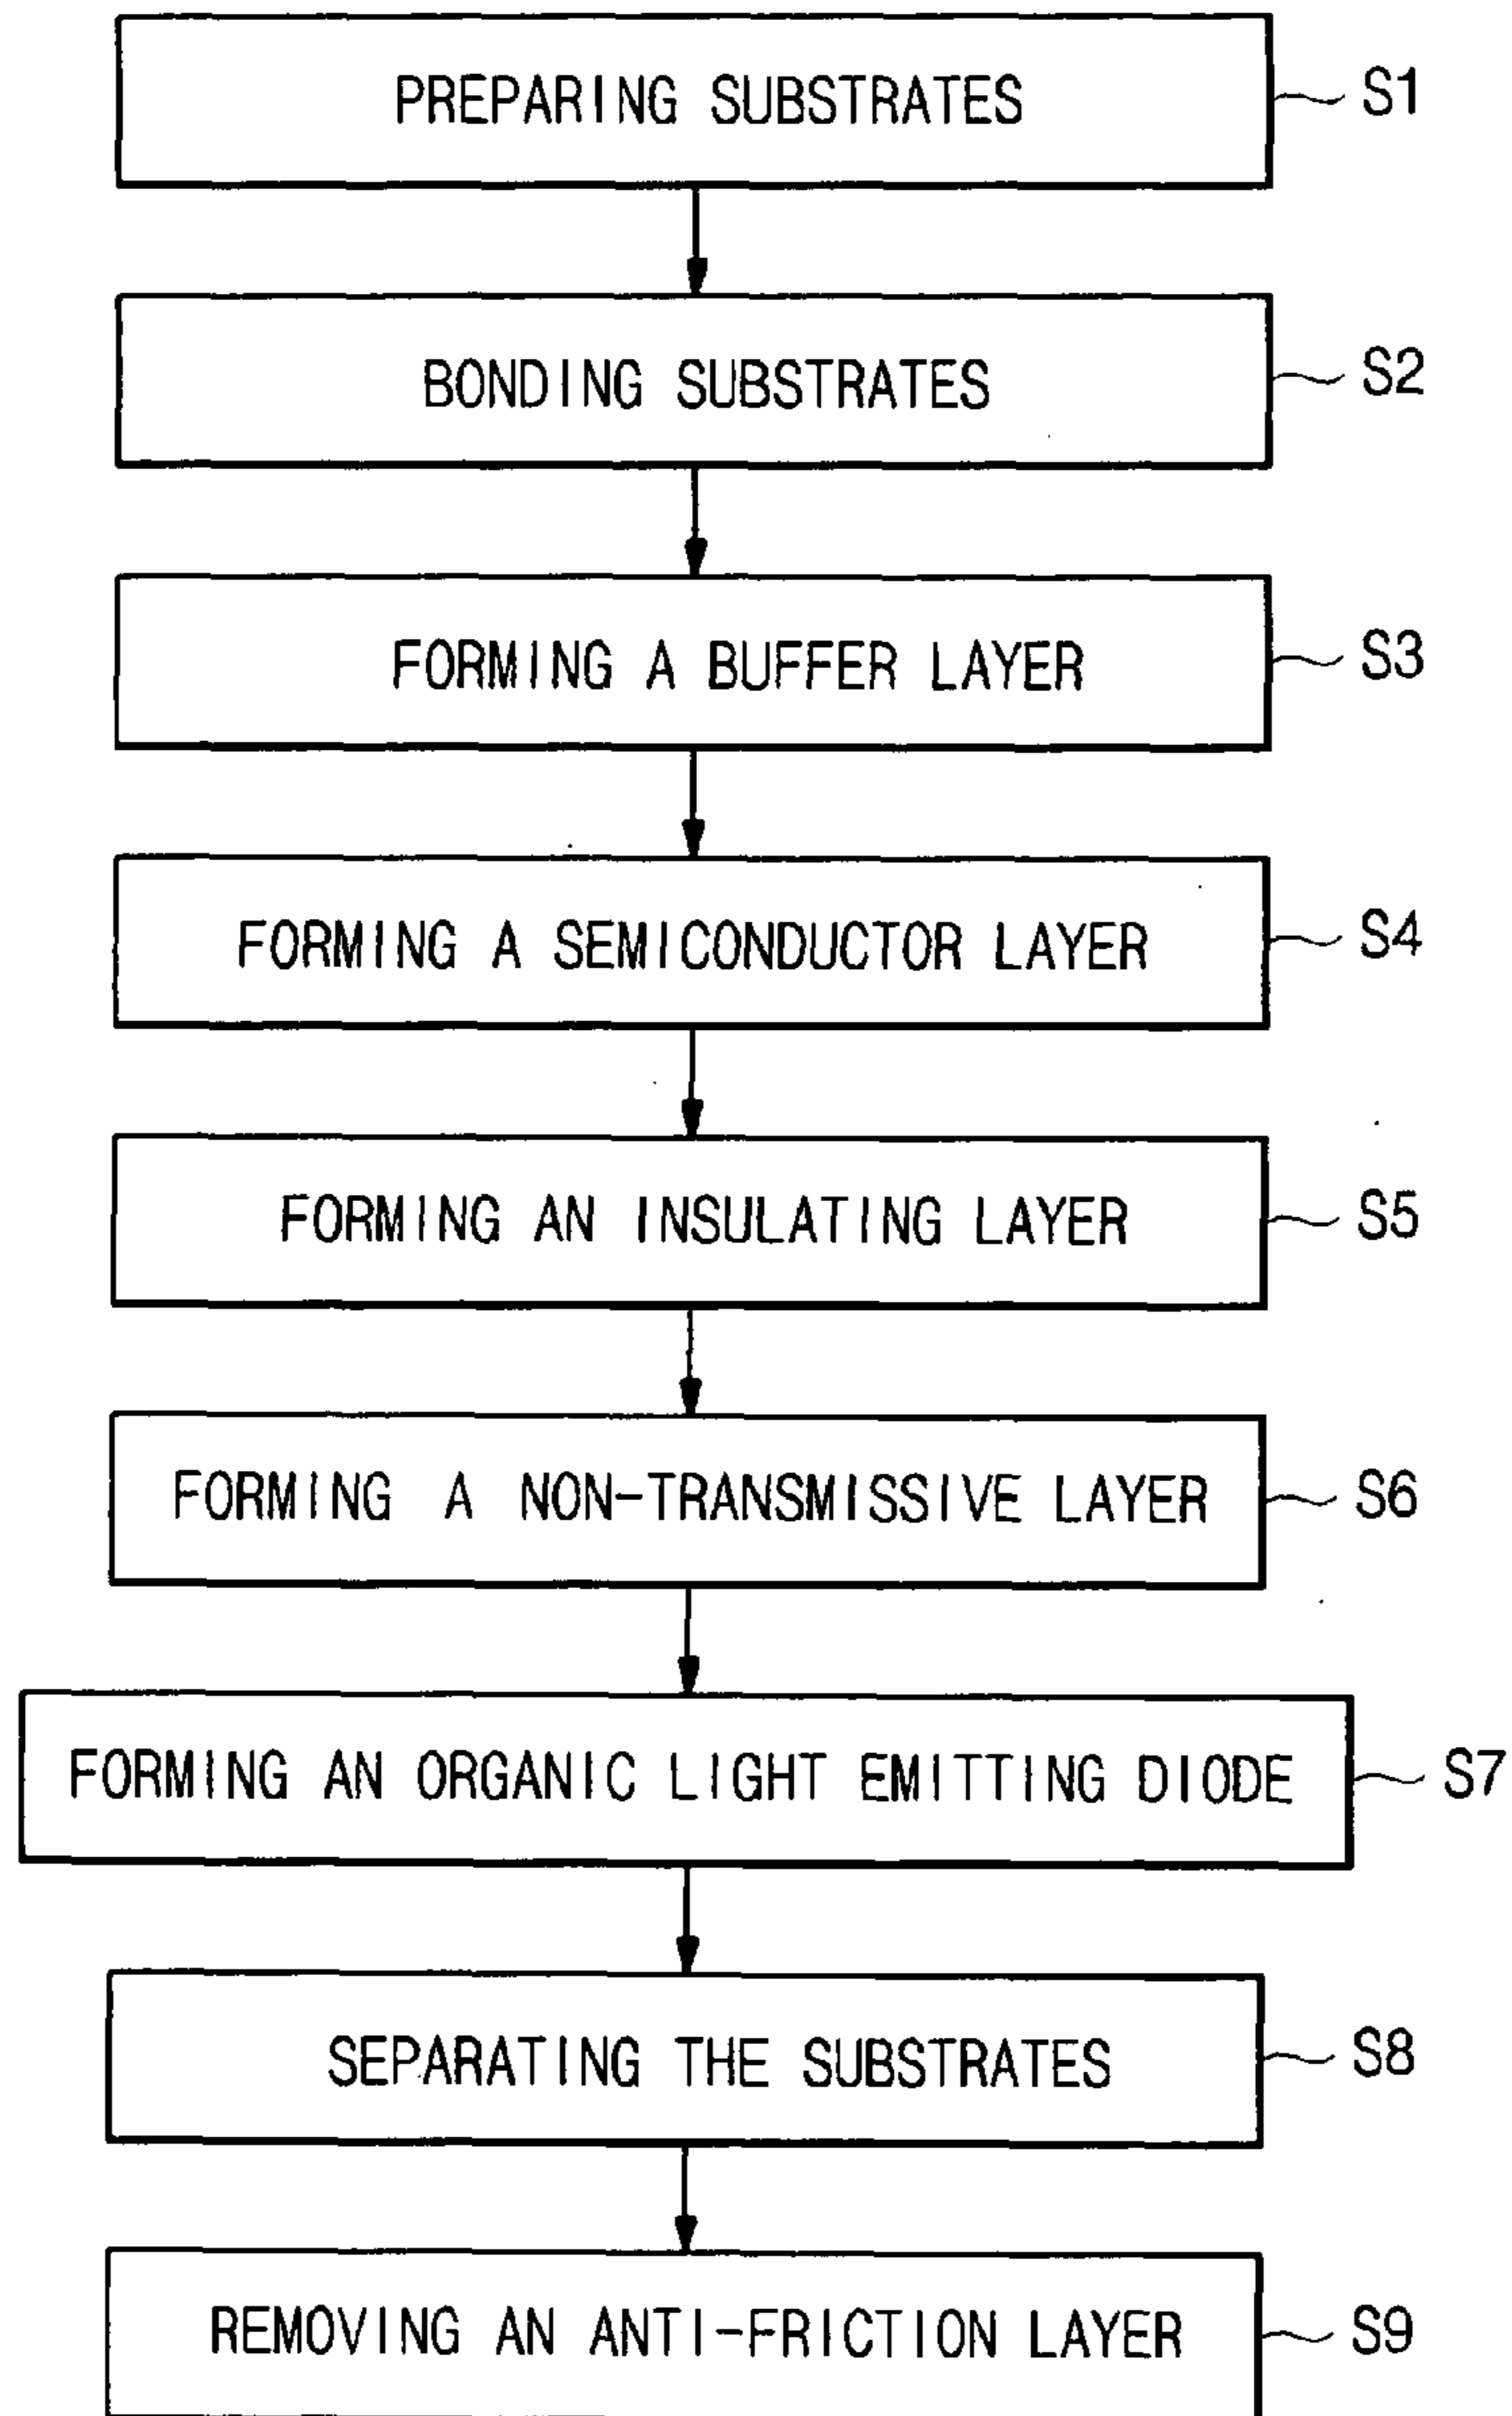 PREPARING SUBSTRATES S1
BONDING SUBSTRATES S2
FORMING A BUFFER LAYER S3
FORMING A SEMICONDUCTOR LAYER S4
FORMING AN INSULATING LAYER S5
FORMING A NON-TRANSMISSIVE LAYER S6
FORMING AN ORGANIC LIGHT EMITTING DIODE S7
SEPARATING THE SUBSTRATES S8
REMOVING AN ANTI-FRICTION LAYER S9